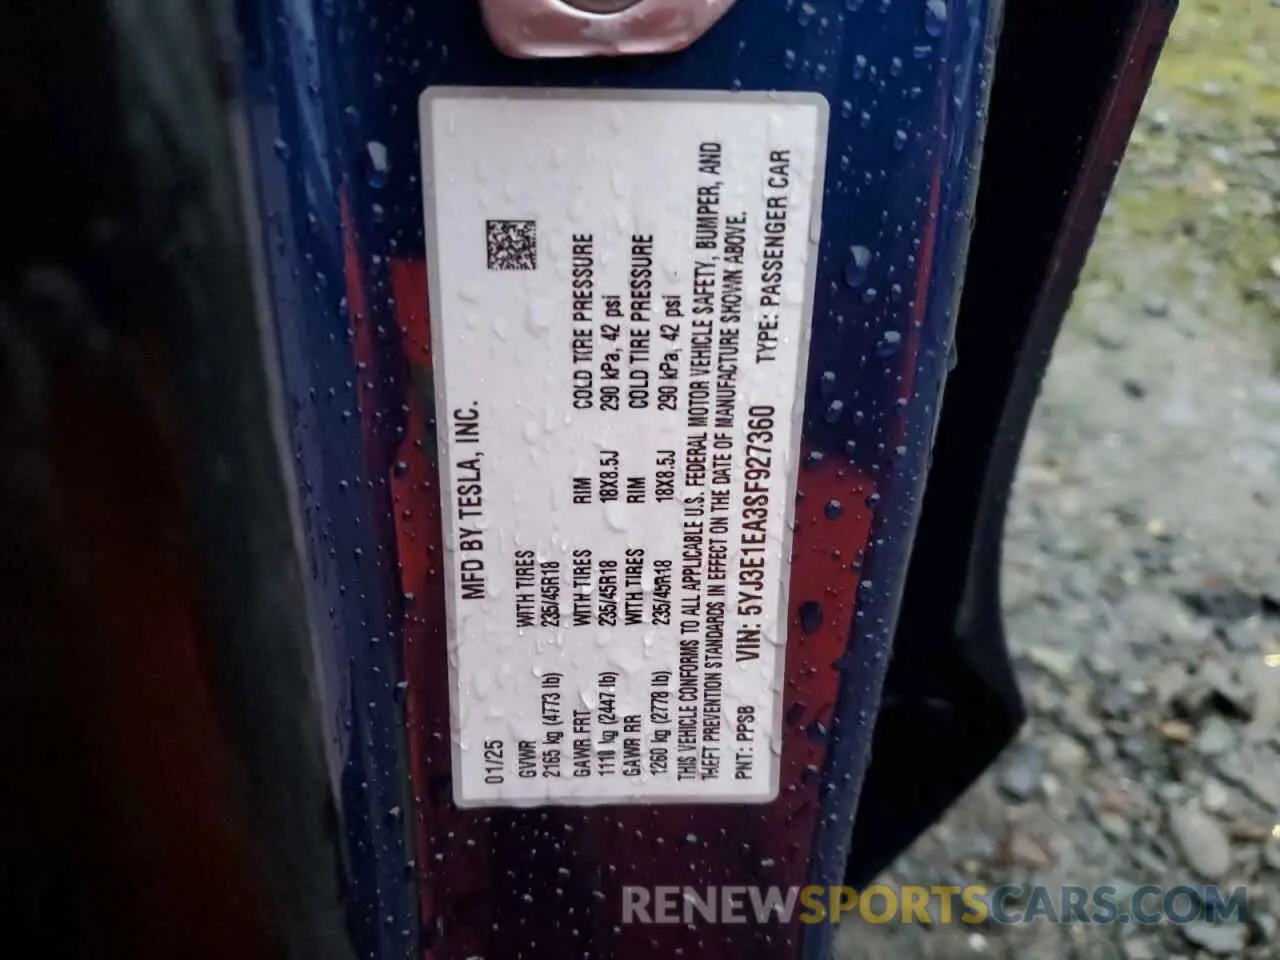 MFD BY TESLA, INC.
01/25
GVWR WITH TIRES
2165 kg (4773 lb) 235/45R18
GAWR FRT WITH TIRES RIM COLD TIRE PRESSURE
1110 kg (2447 lb) 235/45R18 18X8.5J 290 kPa, 42 psi
GAWR RR WITH TIRES RIM COLD TIRE PRESSURE
1260 kg (2778 lb) 235/45R18 18X8.5J 290 kPa, 42 psi
THIS VEHICLE CONFORMS TO ALL APPLICABLE U.S. FEDERAL MOTOR VEHICLE SAFETY, BUMPER, AND
THEFT PREVENTION STANDARDS IN EFFECT ON THE DATE OF MANUFACTURE SHOWN ABOVE.
PNT: PPSB VIN: 5YJ3E1EA3SF927360 TYPE: PASSENGER CAR
RENEWSPORTSCARS.COM